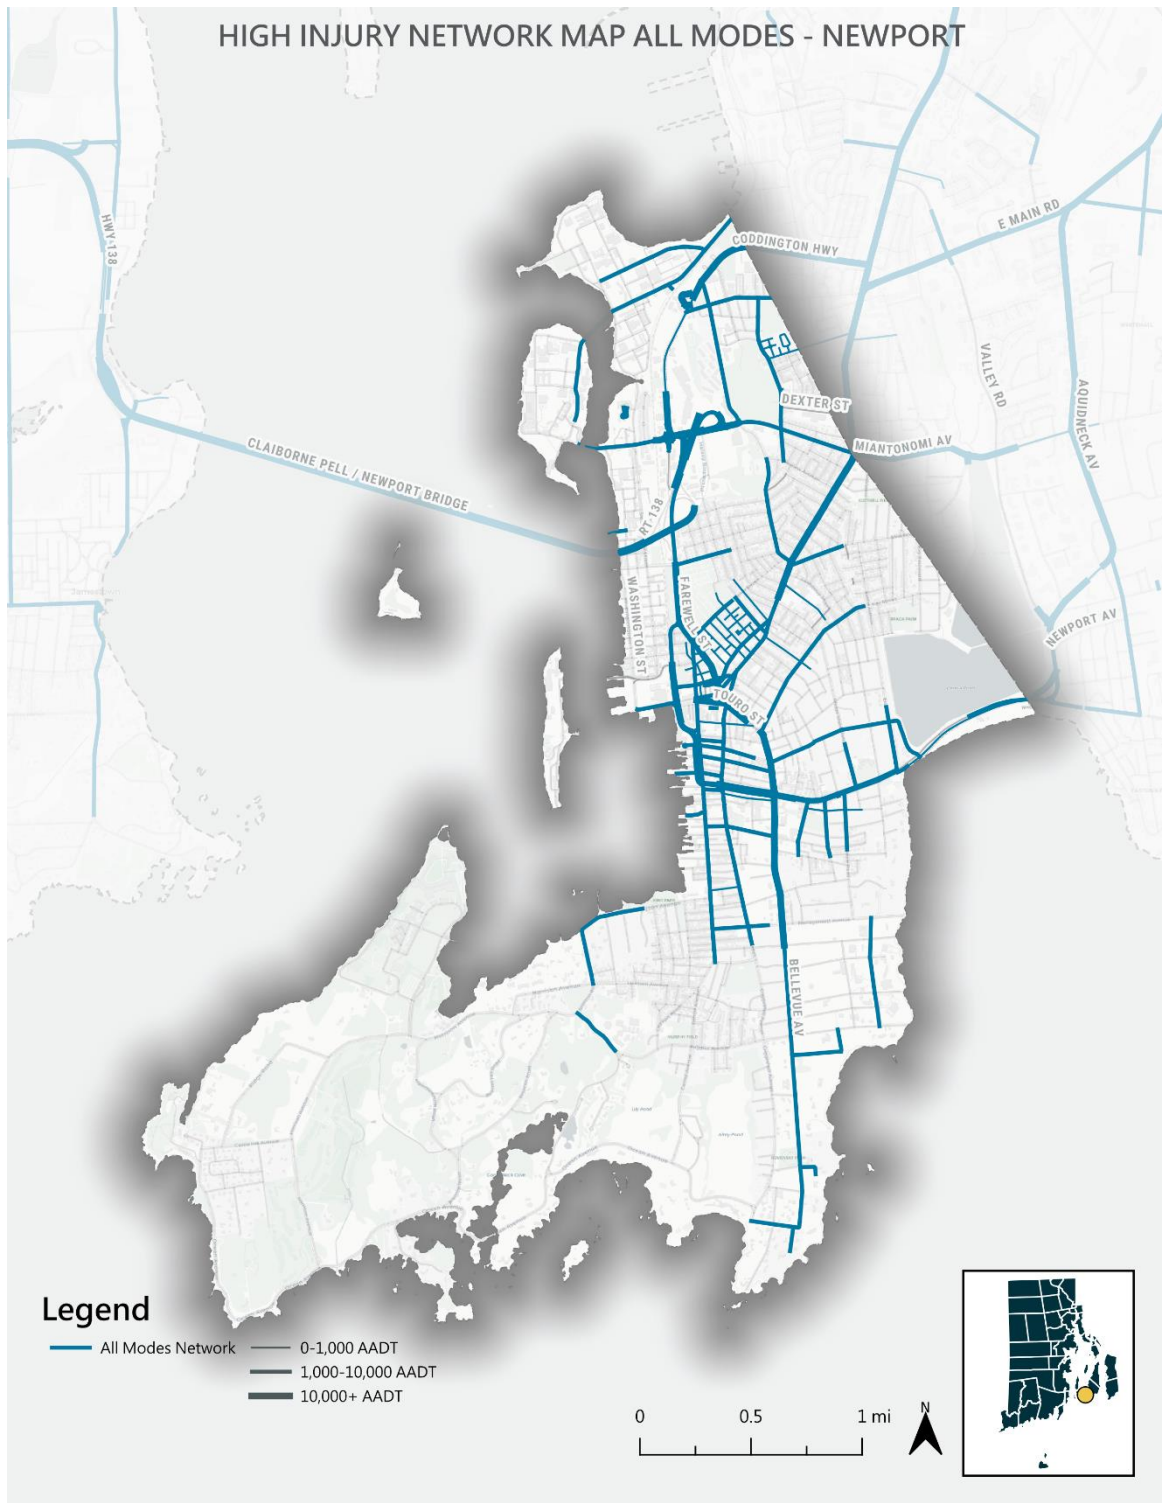 HIGH INJURY NETWORK MAP ALL MODES - NEWPORT
HWY 138
E MAIN RD
CODDINGTON HWY
VALLEY RD
AQUIDNECK AV
DEXTER ST
MIANTONOMI AV
CLAIBORNE PELL / NEWPORT BRIDGE
RT 138
WASHINGTON ST
FAREWELL ST
NEWPORT AV
TOURO ST
BELLEVUE AV
Legend
All Modes Network
0-1,000 AADT
1,000-10,000 AADT
10,000+ AADT
0 0.5 1 mi
N